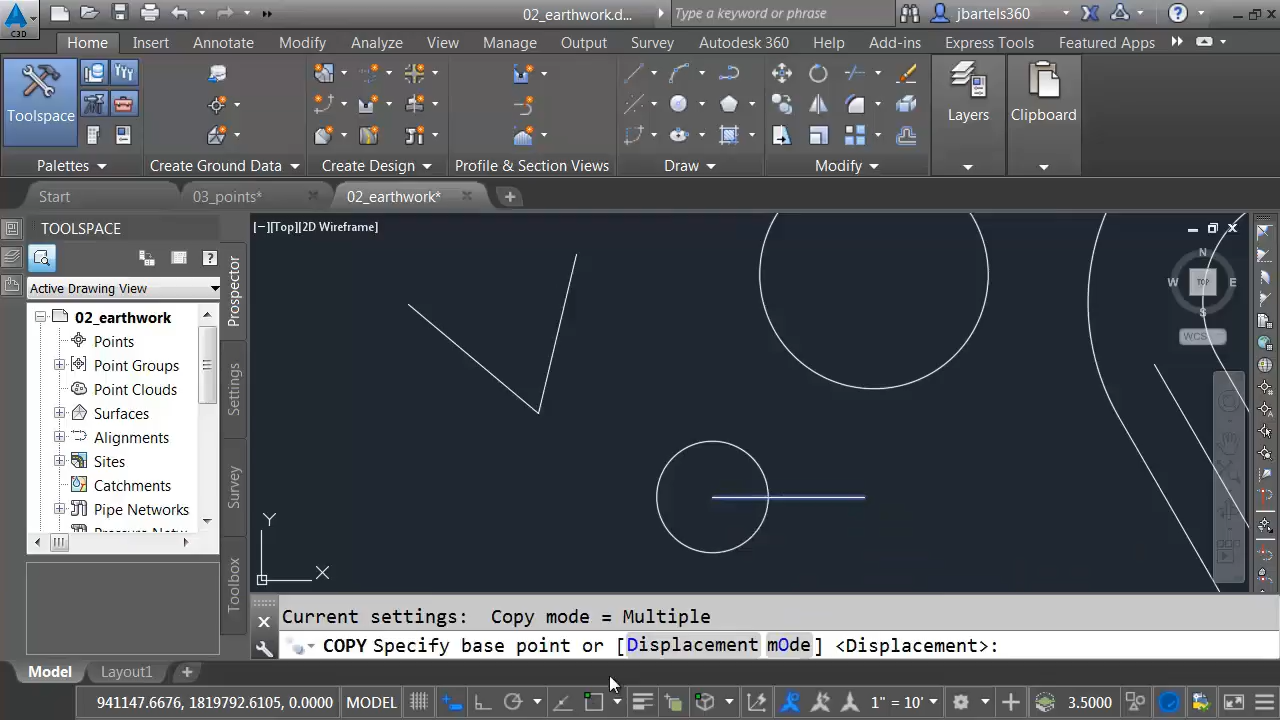 C3D
02_earthwork.d...
Type a keyword or phrase
jbartels360
Home Insert Annotate Modify Analyze View Manage Output Survey Autodesk 360 Help Add-ins Express Tools Featured Apps
Toolspace
Layers
Clipboard
Palettes
Create Ground Data
Create Design
Profile & Section Views
Draw
Modify
Start
03_points*
02_earthwork*
TOOLSPACE
[−][Top][2D Wireframe]
Active Drawing View
02_earthwork
Points
Point Groups
Point Clouds
Surfaces
Alignments
Sites
Catchments
Pipe Networks
Prospector
Settings
Survey
Toolbox
N
W TOP E
S
WCS
Y
X
Current settings: Copy mode = Multiple
COPY Specify base point or [Displacement mOde] <Displacement>:
Model
Layout1
941147.6676, 1819792.6105, 0.0000
MODEL
1" = 10'
3.5000